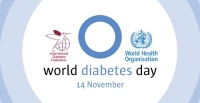 International
Diabetes
Federation
World Health
Organization
world diabetes day
14 November